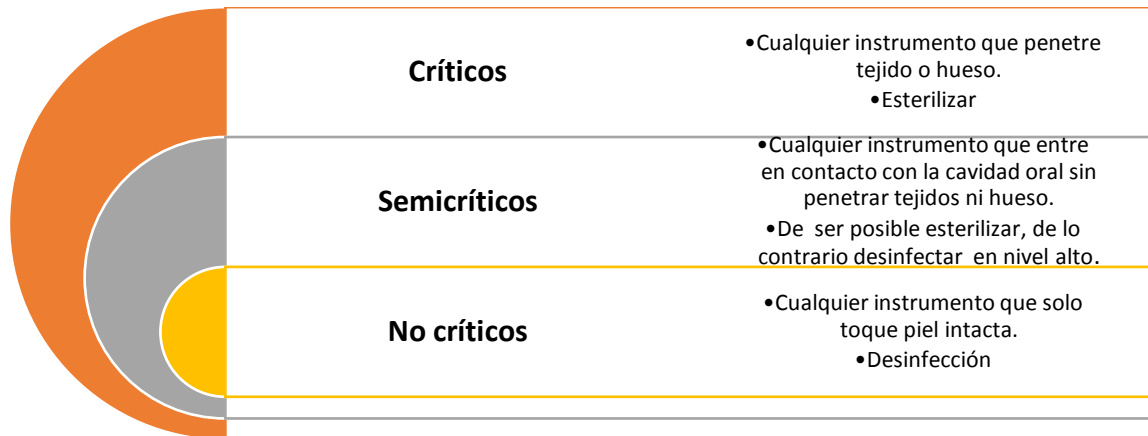 Críticos
•Cualquier instrumento que penetre
tejido o hueso.
•Esterilizar
Semicríticos
•Cualquier instrumento que entre
en contacto con la cavidad oral sin
penetrar tejidos ni hueso.
•De ser posible esterilizar, de lo
contrario desinfectar en nivel alto.
No críticos
•Cualquier instrumento que solo
toque piel intacta.
•Desinfección